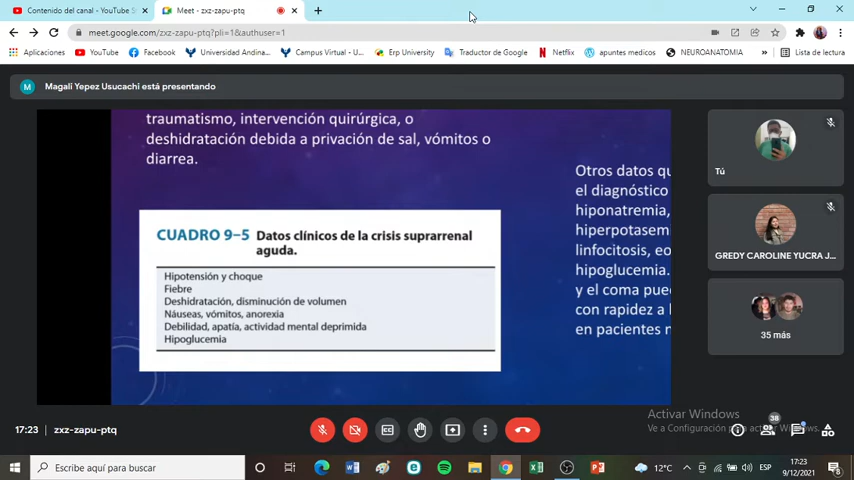 Contenido del canal - YouTube S
Meet - zxz-zapu-ptq
meet.google.com/zxz-zapu-ptq?pli=1&authuser=1
Aplicaciones
YouTube
Facebook
Universidad Andina...
Campus Virtual - U...
Erp University
Traductor de Google
Netflix
apuntes medicos
NEUROANATOMIA
Lista de lectura
M
Magali Yepez Usucachi está presentando
traumatismo, intervención quirúrgica, o
deshidratación debida a privación de sal, vómitos o
diarrea.
CUADRO 9–5 Datos clínicos de la crisis suprarrenal
aguda.
Hipotensión y choque
Fiebre
Deshidratación, disminución de volumen
Náuseas, vómitos, anorexia
Debilidad, apatía, actividad mental deprimida
Hipoglucemia
Otros datos qu
el diagnóstico
hiponatremia,
hiperpotasem
linfocitosis, eo
hipoglucemia.
y el coma pue
con rapidez a l
en pacientes n
Tú
GREDY CAROLINE YUCRA J...
35 más
Activar Windows
Ve a Configuración para activar Windows.
17:23
zxz-zapu-ptq
38
Escribe aquí para buscar
12°C
ESP
17:23
9/12/2021